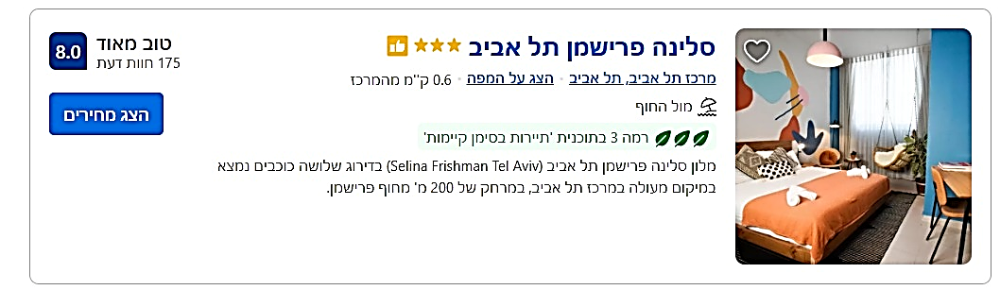 סלינה פרישמן תל אביב
מרכז תל אביב, תל אביב • הצג על המפה • 0.6 ק"מ מהמרכז
מול החוף
רמה 3 בתוכנית 'תיירות בסימן קיימות'
מלון סלינה פרישמן תל אביב (Selina Frishman Tel Aviv) בדירוג שלושה כוכבים נמצא
במיקום מעולה במרכז תל אביב, במרחק של 200 מ' מחוף פרישמן.
טוב מאוד
175 חוות דעת
8.0
הצג מחירים